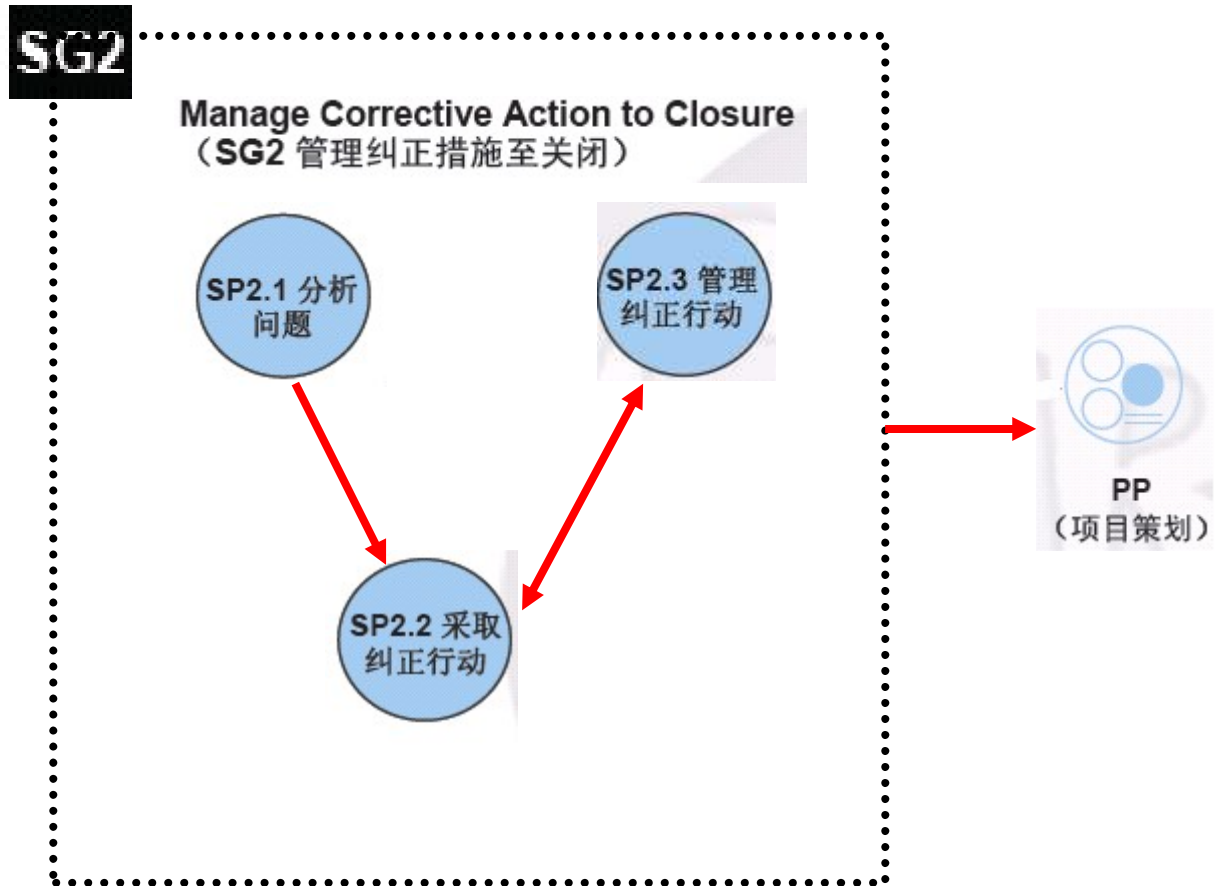 SG2
Manage Corrective Action to Closure
（SG2 管理纠正措施至关闭）
SP2.1 分析
问题
SP2.3 管理
纠正行动
SP2.2 采取
纠正行动
PP
（项目策划）